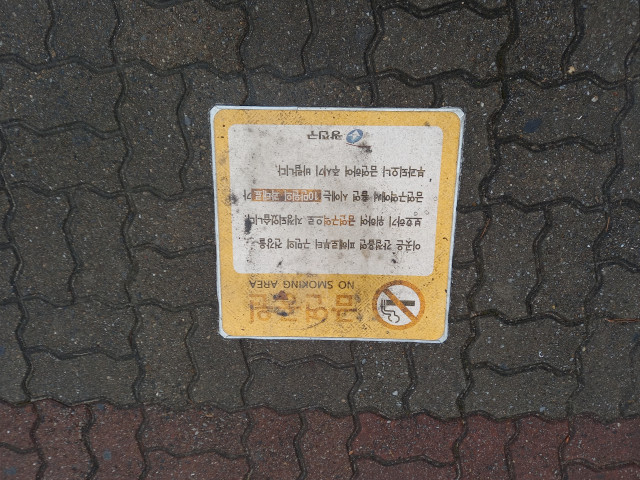 금연공원
NO SMOKING AREA
이곳은 간접흡연 피해로부터 구민의 건강을
보호하기 위하여 금연구역으로 지정되었습니다.
금연구역에서 흡연 시에는 10만원의 과태료가
부과되오니 금연하여 주시기 바랍니다.
광진구